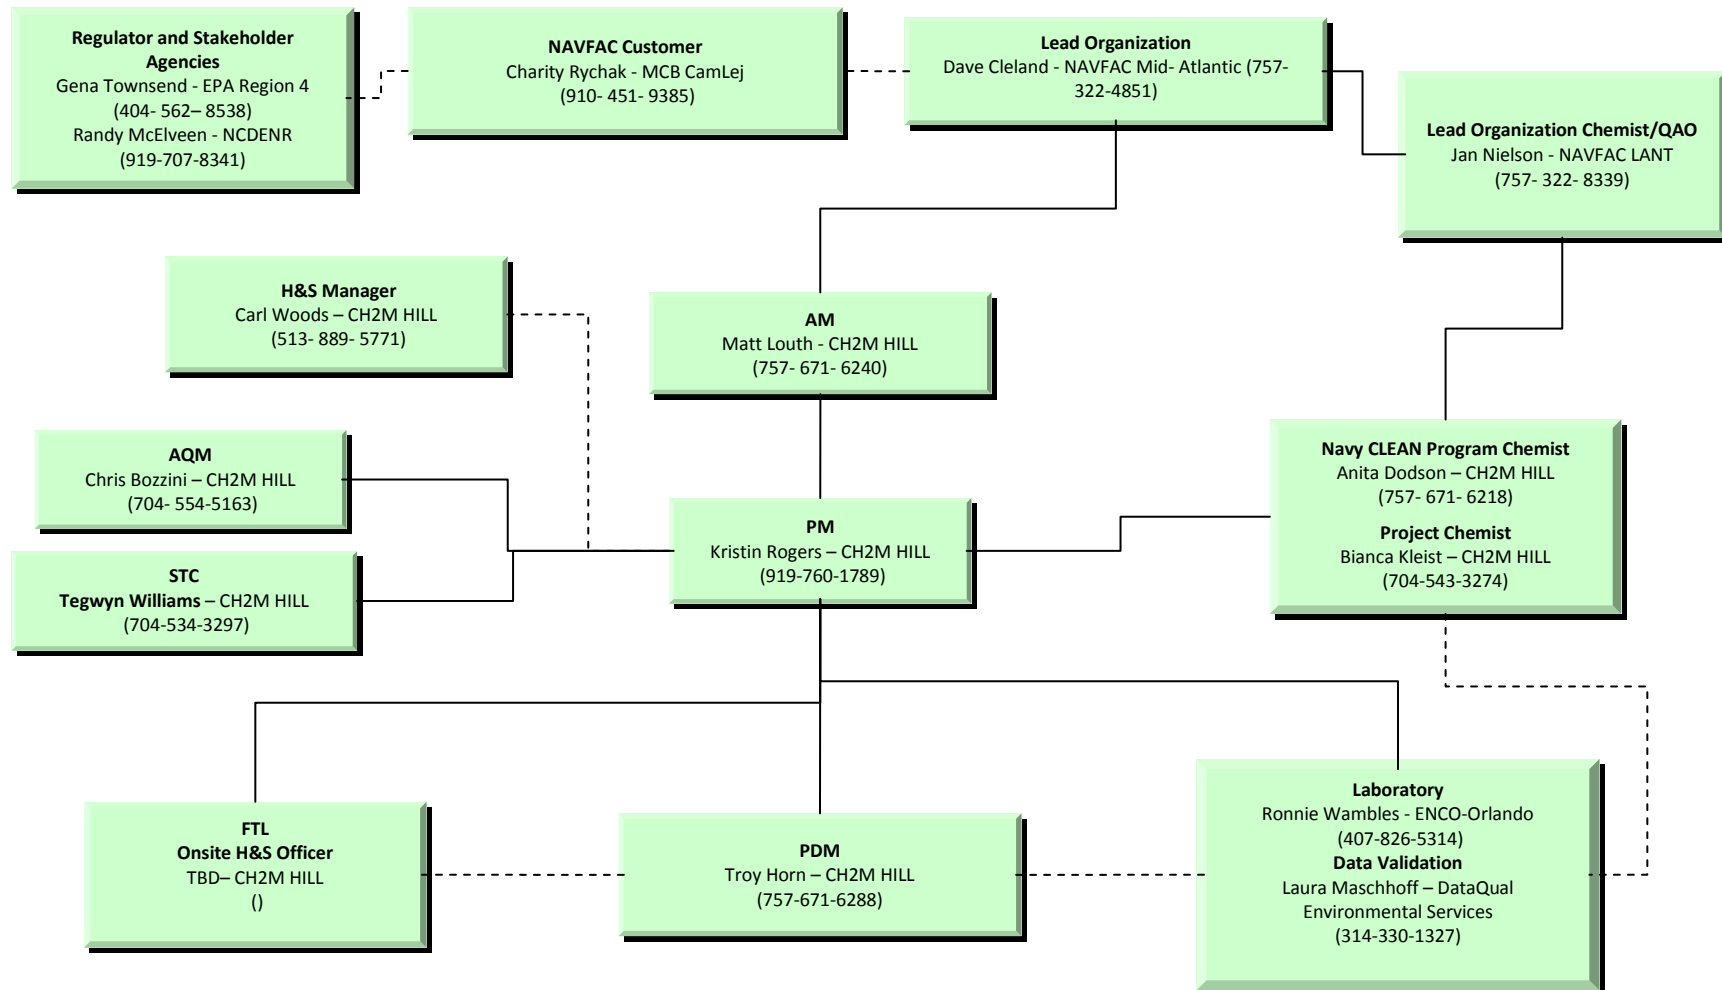 Regulator and Stakeholder
Agencies
Gena Townsend - EPA Region 4
(404- 562– 8538)
Randy McElveen - NCDENR
(919-707-8341)
NAVFAC Customer
Charity Rychak - MCB CamLej
(910- 451- 9385)
Lead Organization
Dave Cleland - NAVFAC Mid- Atlantic (757-
322-4851)
Lead Organization Chemist/QAO
Jan Nielson - NAVFAC LANT
(757- 322- 8339)
H&S Manager
Carl Woods – CH2M HILL
(513- 889- 5771)
AM
Matt Louth - CH2M HILL
(757- 671- 6240)
AQM
Chris Bozzini – CH2M HILL
(704- 554-5163)
STC
Tegwyn Williams – CH2M HILL
(704-534-3297)
PM
Kristin Rogers – CH2M HILL
(919-760-1789)
Navy CLEAN Program Chemist
Anita Dodson – CH2M HILL
(757- 671- 6218)
Project Chemist
Bianca Kleist – CH2M HILL
(704-543-3274)
FTL
Onsite H&S Officer
TBD– CH2M HILL
()
PDM
Troy Horn – CH2M HILL
(757-671-6288)
Laboratory
Ronnie Wambles - ENCO-Orlando
(407-826-5314)
Data Validation
Laura Maschhoff – DataQual
Environmental Services
(314-330-1327)